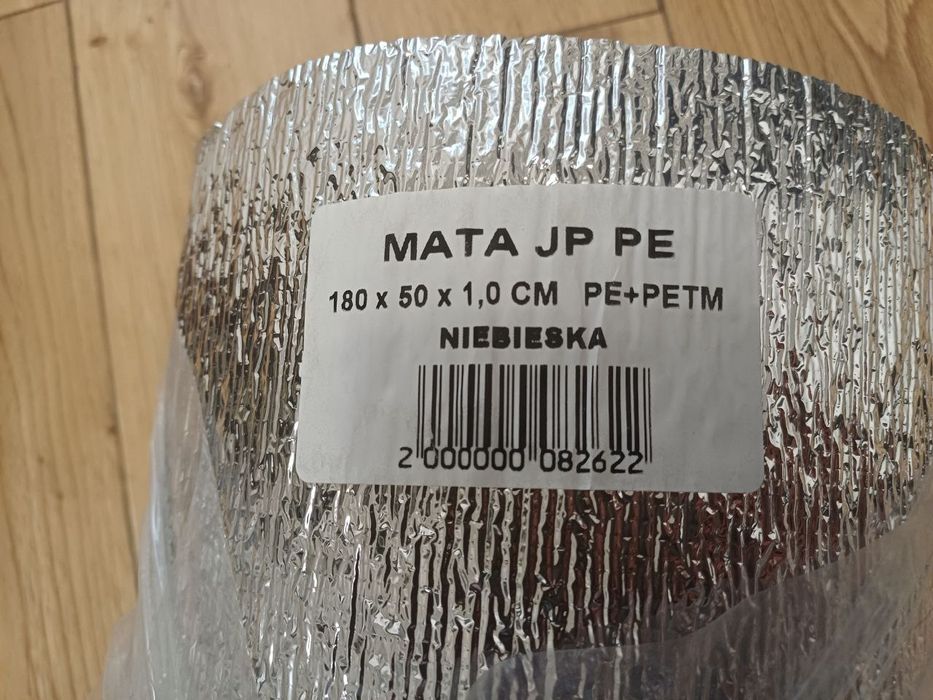 MATA JP PE
180 x 50 x 1,0 CM PE+PETM
NIEBIESKA
2 000000 082622